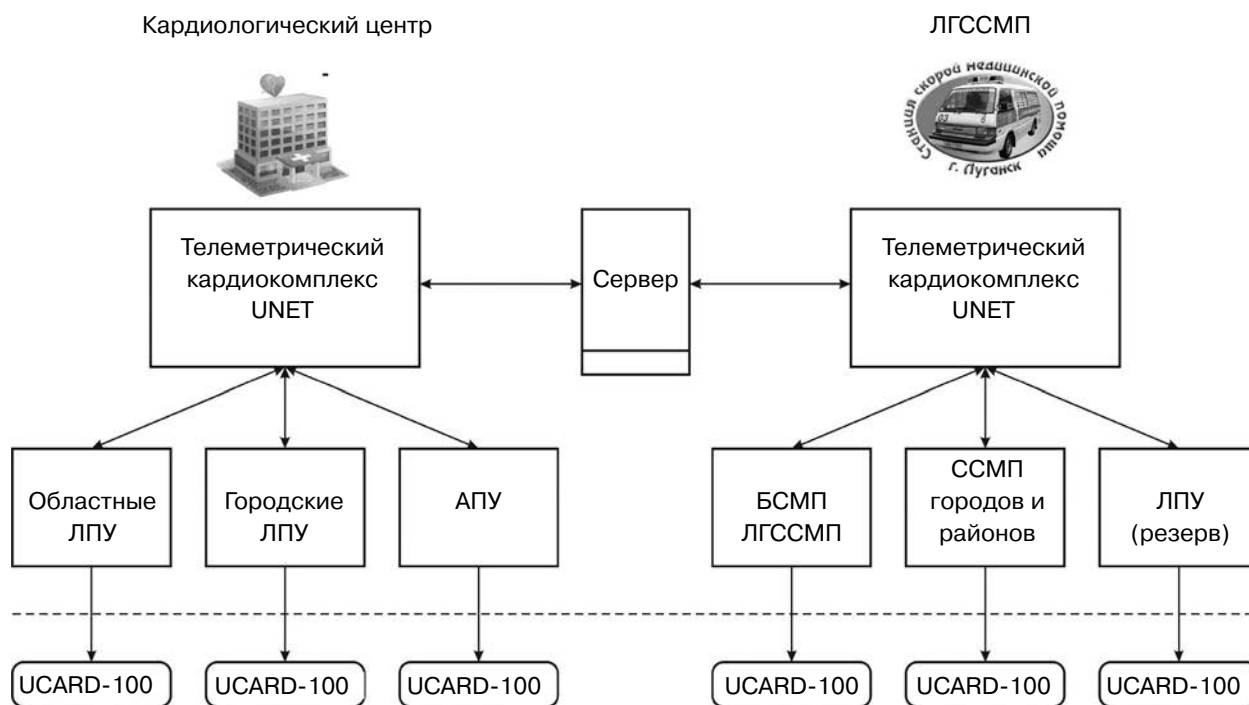 Кардиологический центр
ЛГССМП
Станция скорой медицинской помощи
03
г. Луганск
Телеметрический
кардиокомплекс
UNET
Сервер
Телеметрический
кардиокомплекс
UNET
Областные
ЛПУ
Городские
ЛПУ
АПУ
БСМП
ЛГССМП
ССМП
городов и
районов
ЛПУ
(резерв)
UCARD-100
UCARD-100
UCARD-100
UCARD-100
UCARD-100
UCARD-100